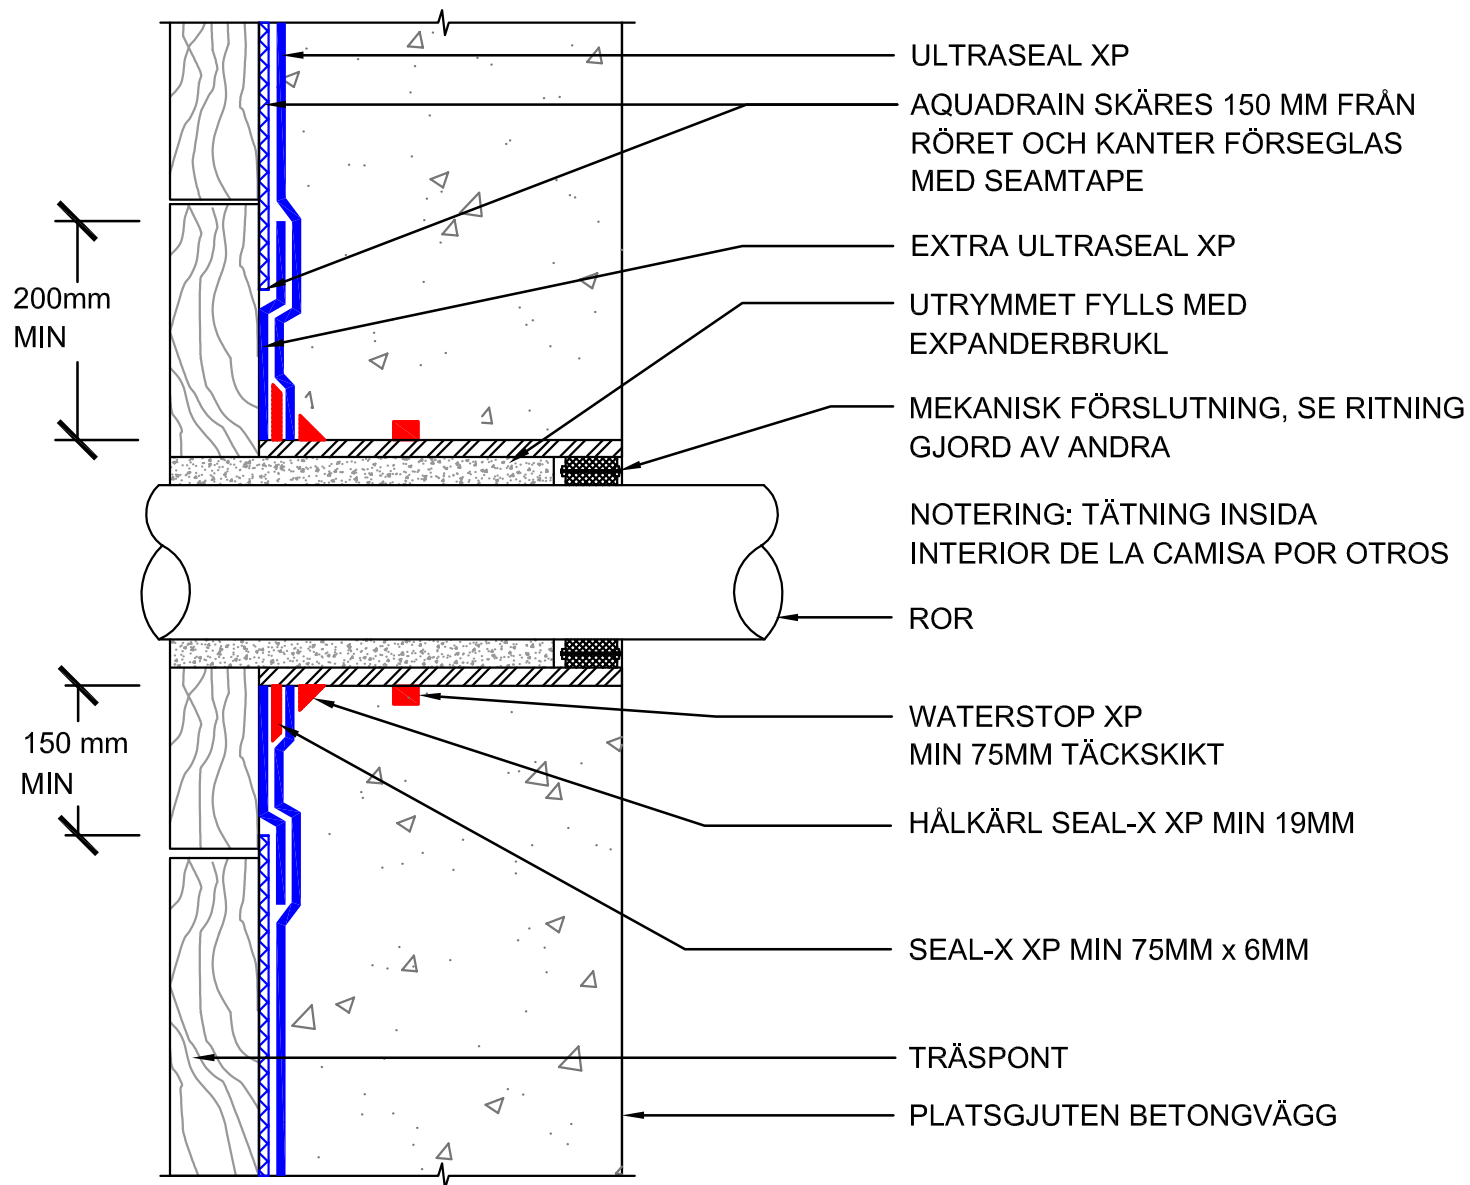 ULTRASEAL XP
AQUADRAIN SKÄRES 150 MM FRÅN
RÖRET OCH KANTER FÖRSEGLAS
MED SEAMTAPE
EXTRA ULTRASEAL XP
200mm
MIN
UTRYMMET FYLLS MED
EXPANDERBRUKL
MEKANISK FÖRSLUTNING, SE RITNING
GJORD AV ANDRA
NOTERING: TÄTNING INSIDA
INTERIOR DE LA CAMISA POR OTROS
ROR
150 mm
MIN
WATERSTOP XP
MIN 75MM TÄCKSKIKT
HÅLKÄRL SEAL-X XP MIN 19MM
SEAL-X XP MIN 75MM x 6MM
TRÄSPONT
PLATSGJUTEN BETONGVÄGG